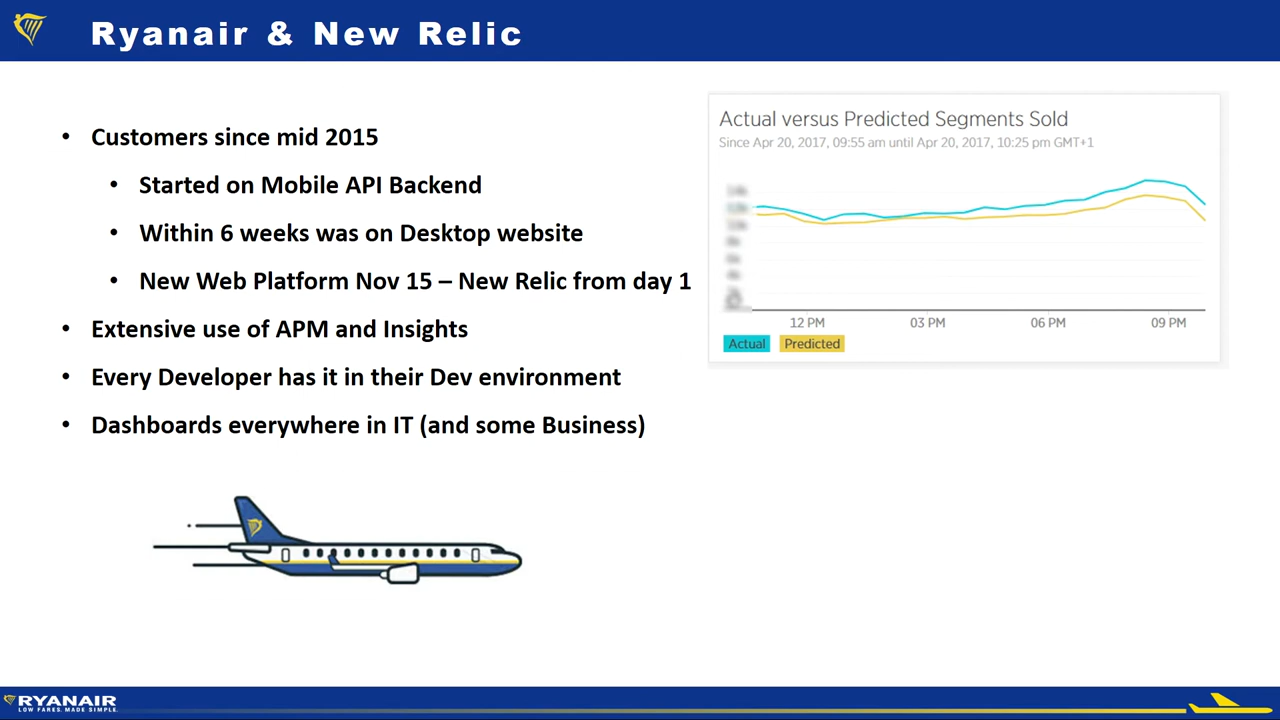 Ryanair & New Relic
• Customers since mid 2015
• Started on Mobile API Backend
• Within 6 weeks was on Desktop website
• New Web Platform Nov 15 – New Relic from day 1
• Extensive use of APM and Insights
• Every Developer has it in their Dev environment
• Dashboards everywhere in IT (and some Business)
Actual versus Predicted Segments Sold
Since Apr 20, 2017, 09:55 am until Apr 20, 2017, 10:25 pm GMT+1
12 PM 03 PM 06 PM 09 PM
Actual Predicted
RYANAIR
LOW FARES. MADE SIMPLE.